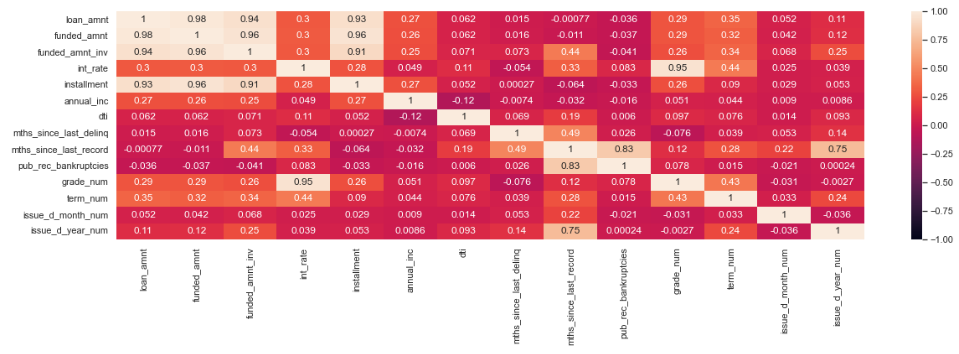 loan_amnt 1 0.98 0.94 0.3 0.93 0.27 0.062 0.015 -0.00077 -0.036 0.29 0.35 0.052 0.11
funded_amnt 0.98 1 0.96 0.3 0.96 0.26 0.062 0.016 -0.011 -0.037 0.29 0.32 0.042 0.12
funded_amnt_inv 0.94 0.96 1 0.3 0.91 0.25 0.071 0.073 0.44 -0.041 0.26 0.34 0.068 0.25
int_rate 0.3 0.3 0.3 1 0.28 0.049 0.11 -0.054 0.33 0.083 0.95 0.44 0.025 0.039
installment 0.93 0.96 0.91 0.28 1 0.27 0.052 0.00027 -0.064 -0.033 0.26 0.09 0.029 0.053
annual_inc 0.27 0.26 0.25 0.049 0.27 1 -0.12 -0.0074 -0.032 -0.016 0.051 0.044 0.009 0.0086
dti 0.062 0.062 0.071 0.11 0.052 -0.12 1 0.069 0.19 0.006 0.097 0.076 0.014 0.093
mths_since_last_delinq 0.015 0.016 0.073 -0.054 0.00027 -0.0074 0.069 1 0.49 0.026 -0.076 0.039 0.053 0.14
mths_since_last_record -0.00077 -0.011 0.44 0.33 -0.064 -0.032 0.19 0.49 1 0.83 0.12 0.28 0.22 0.75
pub_rec_bankruptcies -0.036 -0.037 -0.041 0.083 -0.033 -0.016 0.006 0.026 0.83 1 0.078 0.015 -0.021 0.00024
grade_num 0.29 0.29 0.26 0.95 0.26 0.051 0.097 -0.076 0.12 0.078 1 0.43 -0.031 -0.0027
term_num 0.35 0.32 0.34 0.44 0.09 0.044 0.076 0.039 0.28 0.015 0.43 1 0.033 0.24
issue_d_month_num 0.052 0.042 0.068 0.025 0.029 0.009 0.014 0.053 0.22 -0.021 -0.031 0.033 1 -0.036
issue_d_year_num 0.11 0.12 0.25 0.039 0.053 0.0086 0.093 0.14 0.75 0.00024 -0.0027 0.24 -0.036 1
loan_amnt
funded_amnt
funded_amnt_inv
int_rate
installment
annual_inc
dti
mths_since_last_delinq
mths_since_last_record
pub_rec_bankruptcies
grade_num
term_num
issue_d_month_num
issue_d_year_num
1.00
0.75
0.50
0.25
0.00
-0.25
-0.50
-0.75
-1.00